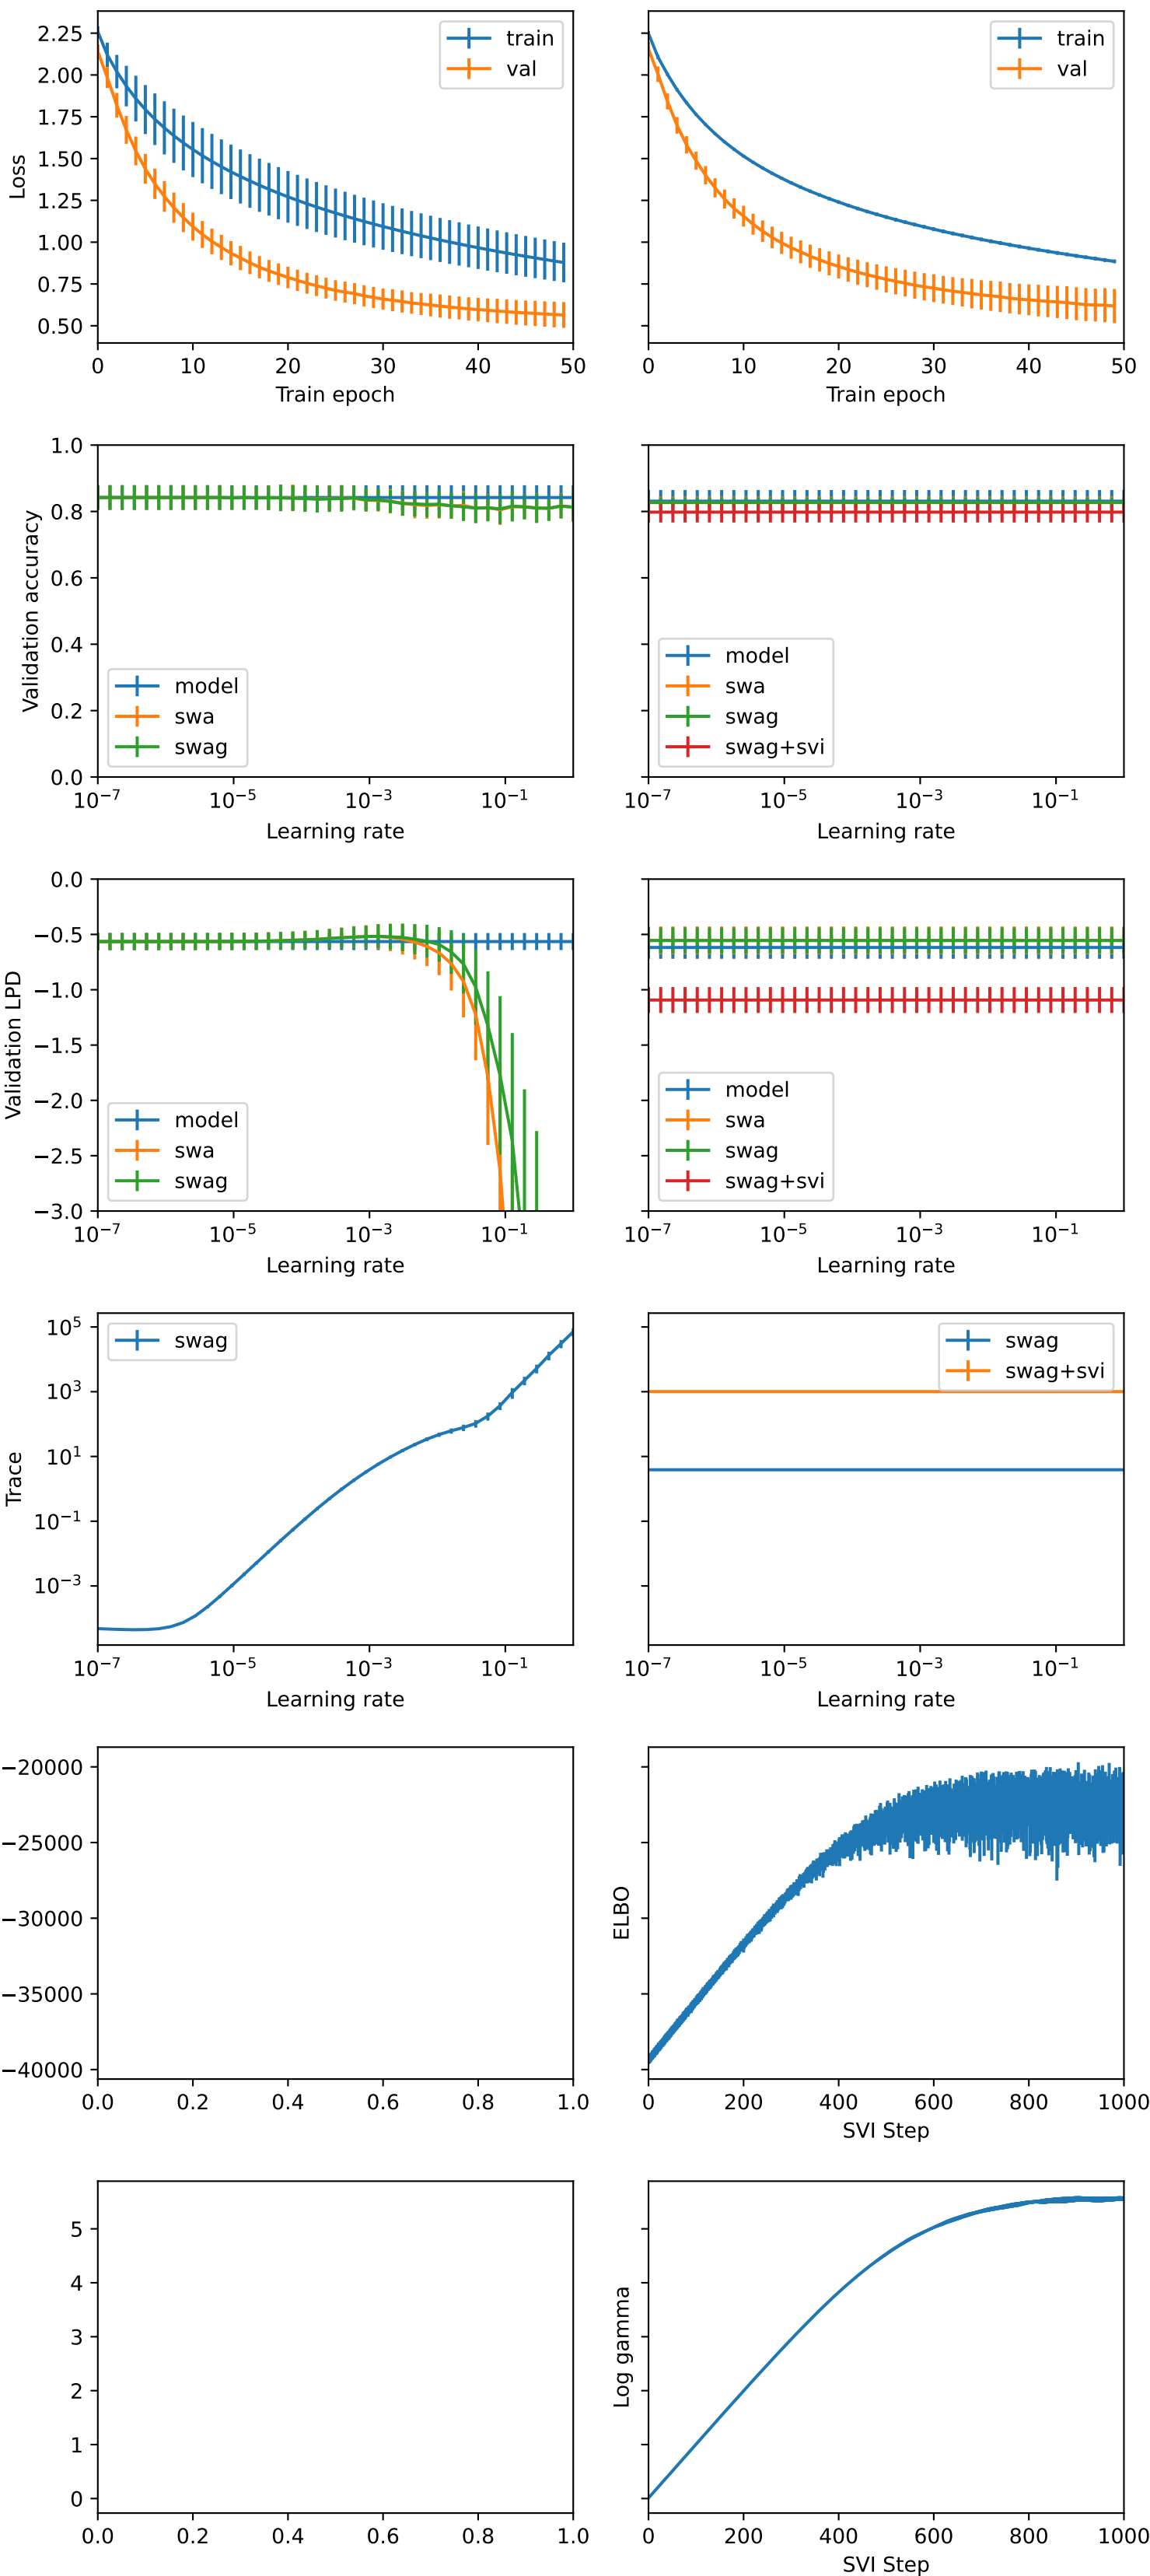 2.25
2.00
1.75
1.50
1.25
1.00
0.75
0.50
Loss
train
val
0 10 20 30 40 50
Train epoch
train
val
0 10 20 30 40 50
Train epoch
1.0
0.8
0.6
0.4
0.2
0.0
Validation accuracy
model
swa
swag
10⁻⁷ 10⁻⁵ 10⁻³ 10⁻¹
Learning rate
model
swa
swag
swag+svi
10⁻⁷ 10⁻⁵ 10⁻³ 10⁻¹
Learning rate
0.0
−0.5
−1.0
−1.5
−2.0
−2.5
−3.0
Validation LPD
model
swa
swag
10⁻⁷ 10⁻⁵ 10⁻³ 10⁻¹
Learning rate
model
swa
swag
swag+svi
10⁻⁷ 10⁻⁵ 10⁻³ 10⁻¹
Learning rate
10⁵
10³
10¹
10⁻¹
10⁻³
Trace
swag
10⁻⁷ 10⁻⁵ 10⁻³ 10⁻¹
Learning rate
swag
swag+svi
10⁻⁷ 10⁻⁵ 10⁻³ 10⁻¹
Learning rate
−20000
−25000
−30000
−35000
−40000
0.0 0.2 0.4 0.6 0.8 1.0
ELBO
0 200 400 600 800 1000
SVI Step
5
4
3
2
1
0
0.0 0.2 0.4 0.6 0.8 1.0
Log gamma
0 200 400 600 800 1000
SVI Step